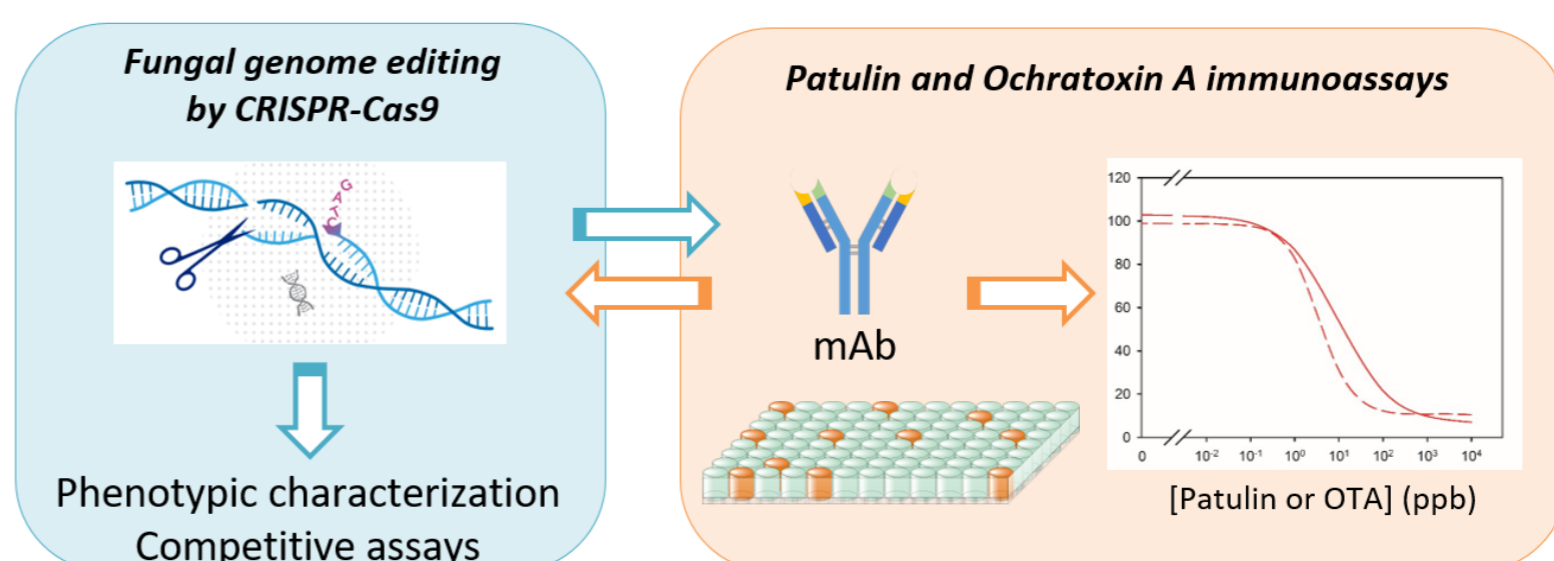 Fungal genome editing
by CRISPR-Cas9
GATC
Phenotypic characterization
Competitive assays
Patulin and Ochratoxin A immunoassays
mAb
120
100
80
60
40
20
0
0 10-2 10-1 100 101 102 103 104
[Patulin or OTA] (ppb)